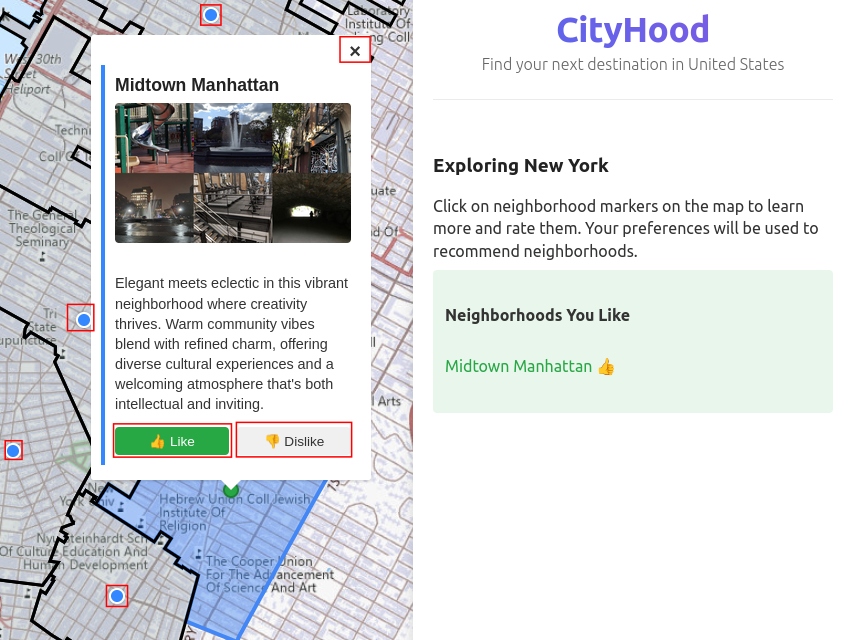 Laboratory
Institute Of
West 30th
Street
Heliport
×
Midtown Manhattan
The General
Theological
Seminary
Tri
State
Elegant meets eclectic in this vibrant
neighborhood where creativity
thrives. Warm community vibes
blend with refined charm, offering
diverse cultural experiences and a
welcoming atmosphere that's both
intellectual and inviting.
👍 Like
👎 Dislike
Arts
New
York Univ
Hebrew Union Coll Jewish
Institute Of
Religion
Nyu Steinhardt Sch
Of Culture Education And
Human Development
The Cooper Union
For The Advancement
Of Science And Art
CityHood
Find your next destination in United States
Exploring New York
Click on neighborhood markers on the map to learn
more and rate them. Your preferences will be used to
recommend neighborhoods.
Neighborhoods You Like
Midtown Manhattan 👍